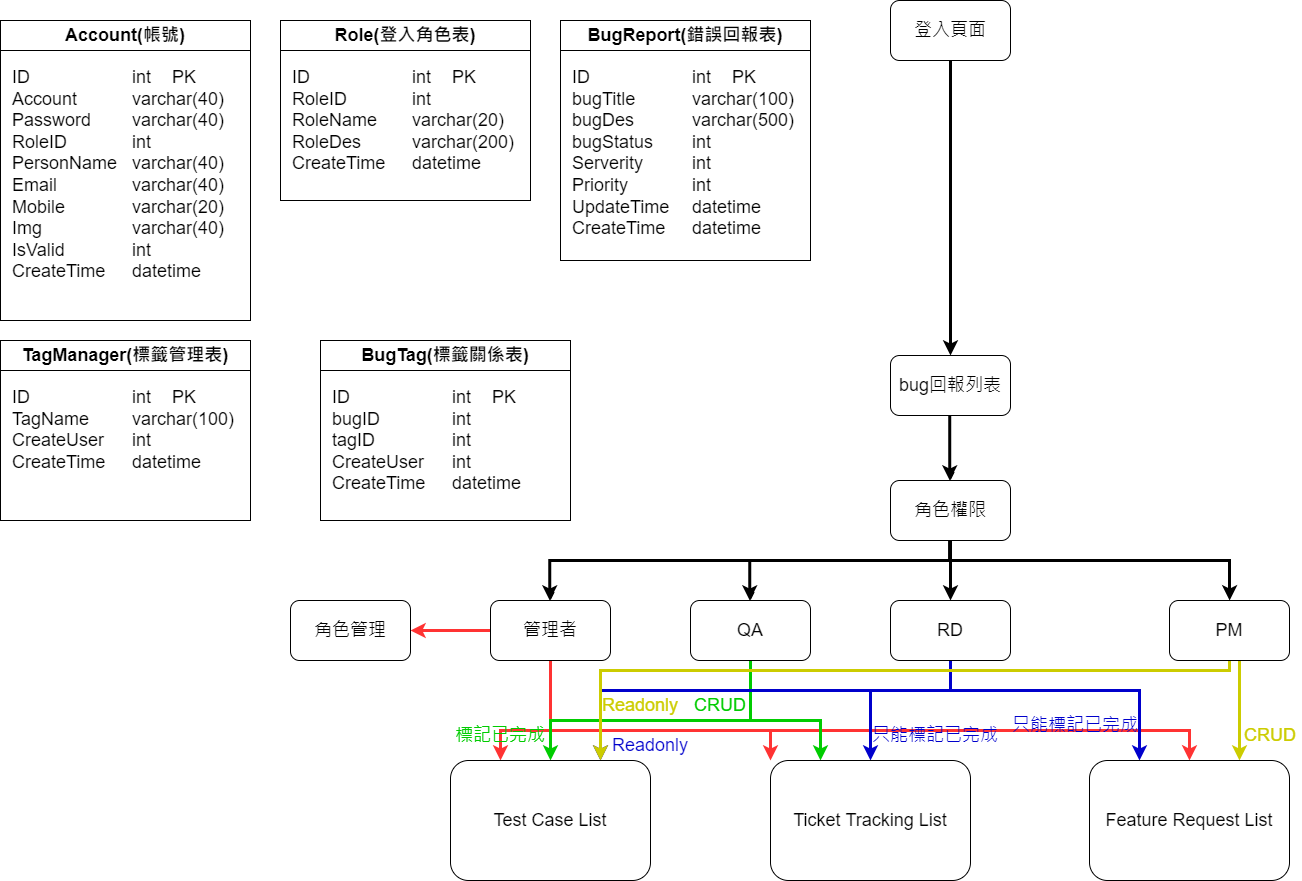 Account(帳號)
ID int PK
Account varchar(40)
Password varchar(40)
RoleID int
PersonName varchar(40)
Email varchar(40)
Mobile varchar(20)
Img varchar(40)
IsValid int
CreateTime datetime
Role(登入角色表)
ID int PK
RoleID int
RoleName varchar(20)
RoleDes varchar(200)
CreateTime datetime
BugReport(錯誤回報表)
ID int PK
bugTitle varchar(100)
bugDes varchar(500)
bugStatus int
Serverity int
Priority int
UpdateTime datetime
CreateTime datetime
TagManager(標籤管理表)
ID int PK
TagName varchar(100)
CreateUser int
CreateTime datetime
BugTag(標籤關係表)
ID int PK
bugID int
tagID int
CreateUser int
CreateTime datetime
登入頁面
bug回報列表
角色權限
角色管理
管理者
QA
RD
PM
Readonly
CRUD
標記已完成
Readonly
只能標記已完成
只能標記已完成
CRUD
Test Case List
Ticket Tracking List
Feature Request List